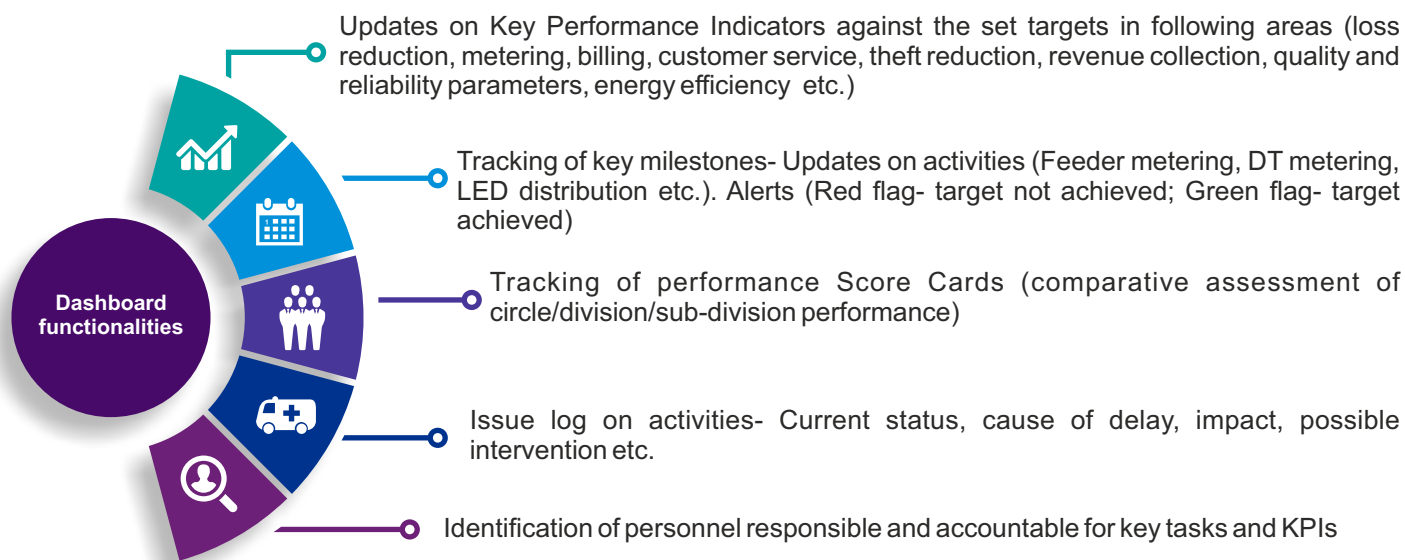 Updates on Key Performance Indicators against the set targets in following areas (loss
reduction, metering, billing, customer service, theft reduction, revenue collection, quality and
reliability parameters, energy efficiency etc.)
Tracking of key milestones- Updates on activities (Feeder metering, DT metering,
LED distribution etc.). Alerts (Red flag- target not achieved; Green flag- target
achieved)
Dashboard
functionalities
Tracking of performance Score Cards (comparative assessment of
circle/division/sub-division performance)
Issue log on activities- Current status, cause of delay, impact, possible
intervention etc.
Identification of personnel responsible and accountable for key tasks and KPIs